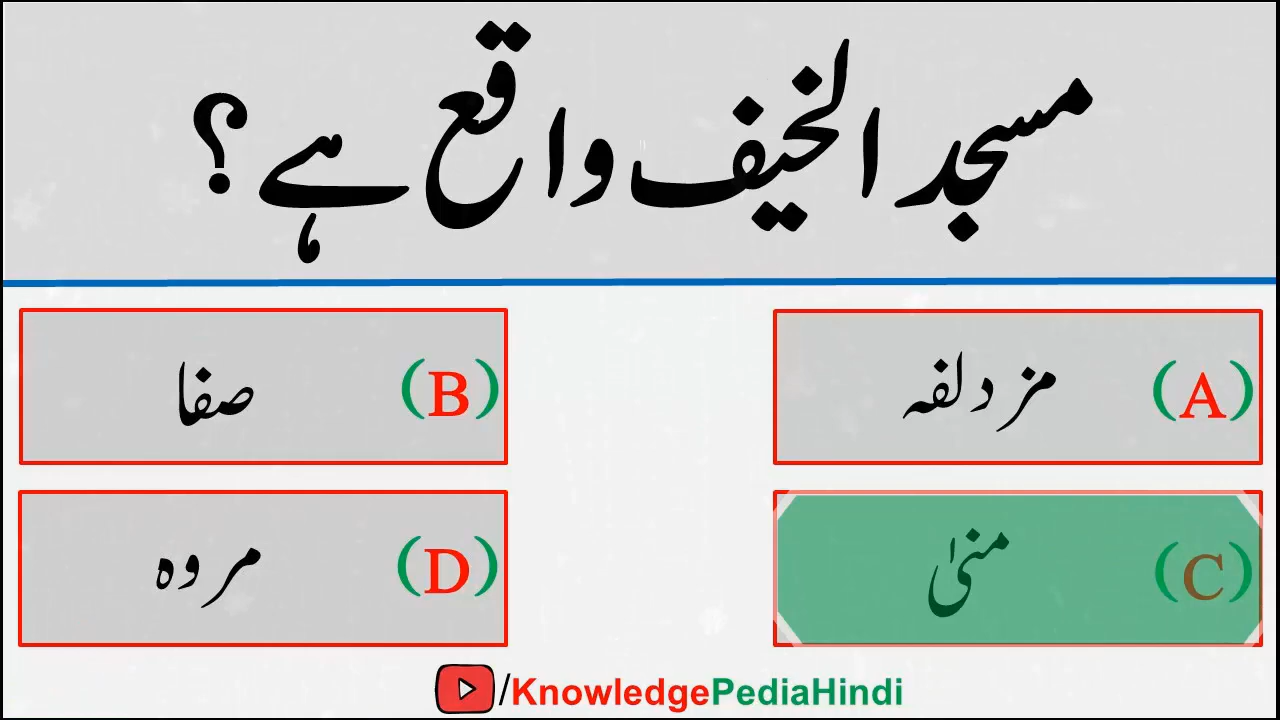 مسجد الخیف واقع ہے؟
(A) مزدلفہ
(B) صفا
(C) منیٰ
(D) مروہ
/KnowledgePediaHindi